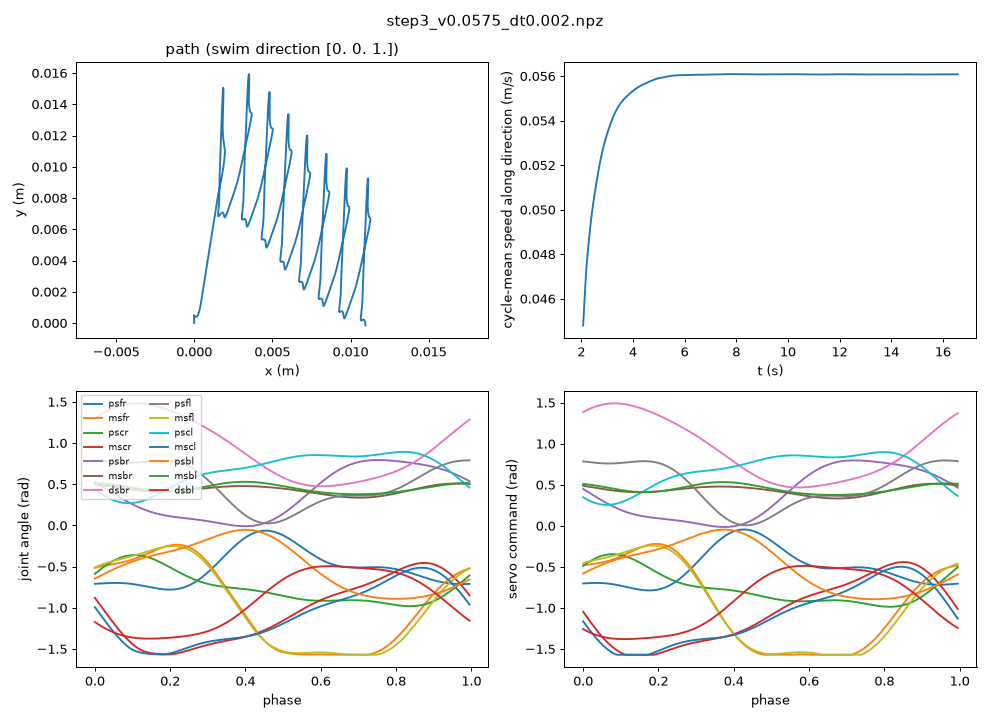 step3_v0.0575_dt0.002.npz
path (swim direction [0. 0. 1.])
0.016
0.014
0.012
0.010
0.008
0.006
0.004
0.002
0.000
y (m)
−0.005
0.000
0.005
0.010
0.015
x (m)
0.056
0.054
0.052
0.050
0.048
0.046
cycle-mean speed along direction (m/s)
2
4
6
8
10
12
14
16
t (s)
1.5
1.0
0.5
0.0
−0.5
−1.0
−1.5
joint angle (rad)
psfr
msfr
pscr
mscr
psbr
msbr
dsbr
psfl
msfl
pscl
mscl
psbl
msbl
dsbl
0.0
0.2
0.4
0.6
0.8
1.0
phase
1.5
1.0
0.5
0.0
−0.5
−1.0
−1.5
servo command (rad)
0.0
0.2
0.4
0.6
0.8
1.0
phase